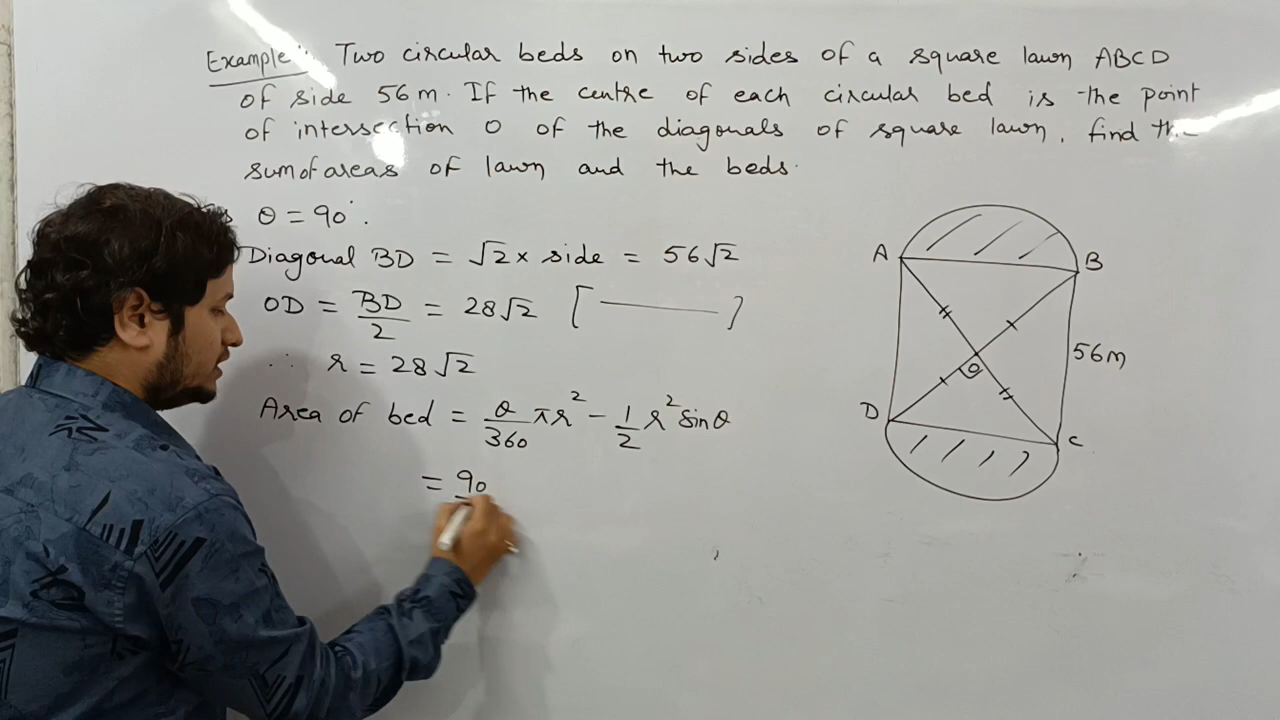 Example: Two circular beds on two sides of a square lawn ABCD
of side 56 m. If the centre of each circular bed is the point
of intersection O of the diagonals of square lawn, find the
sum of areas of lawn and the beds.
θ = 90°.
Diagonal BD = √2 × side = 56√2
OD = BD/2 = 28√2 [ ——— ]
∴ r = 28√2
Area of bed = θ/360 πr² - 1/2 r² sinθ
= 90
A
B
O
56m
D
C